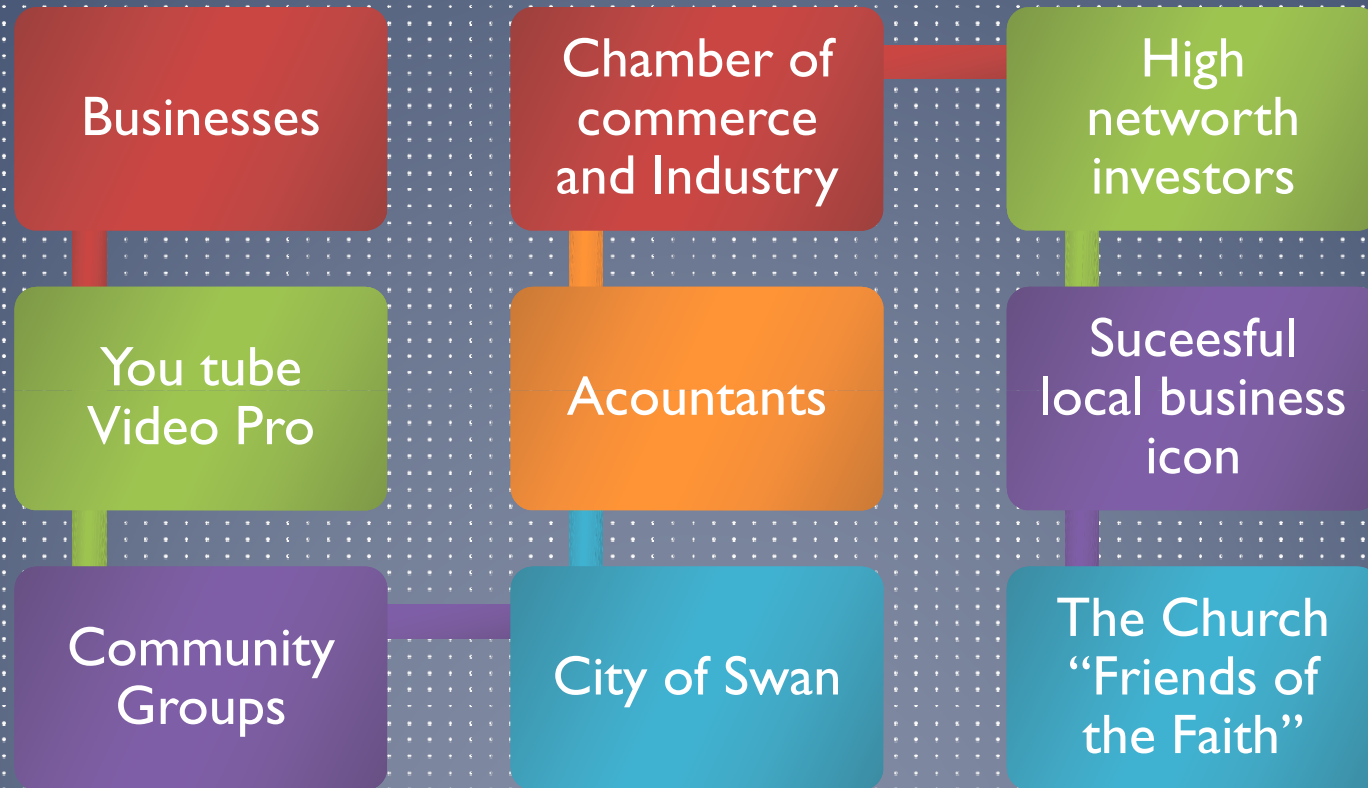 Businesses
You tube
Video Pro
Community
Groups
City of Swan
Acountants
Chamber of
commerce
and Industry
High
networth
investors
Suceesful
local business
icon
The Church
“Friends of
the Faith”